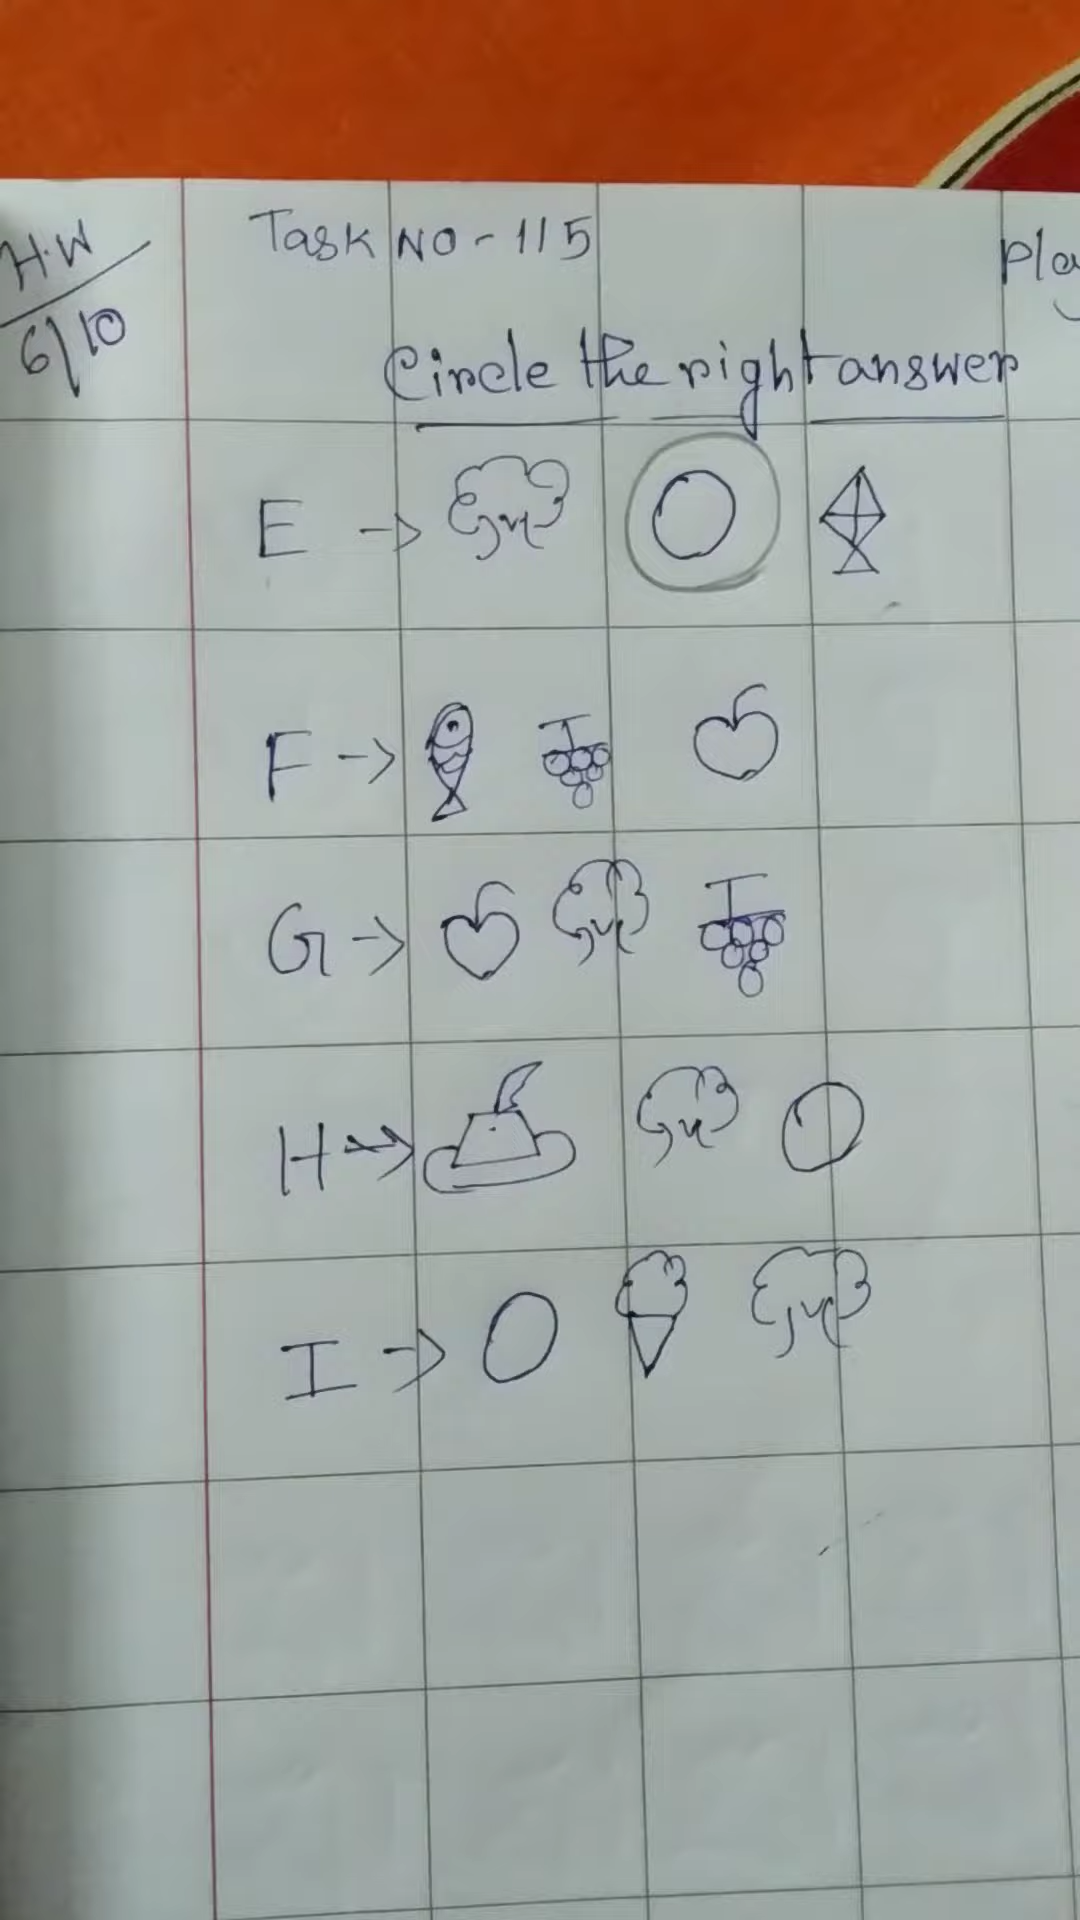 H.W
6/10
Task NO - 115
Circle the right answer
E →
F →
G →
H →
I →